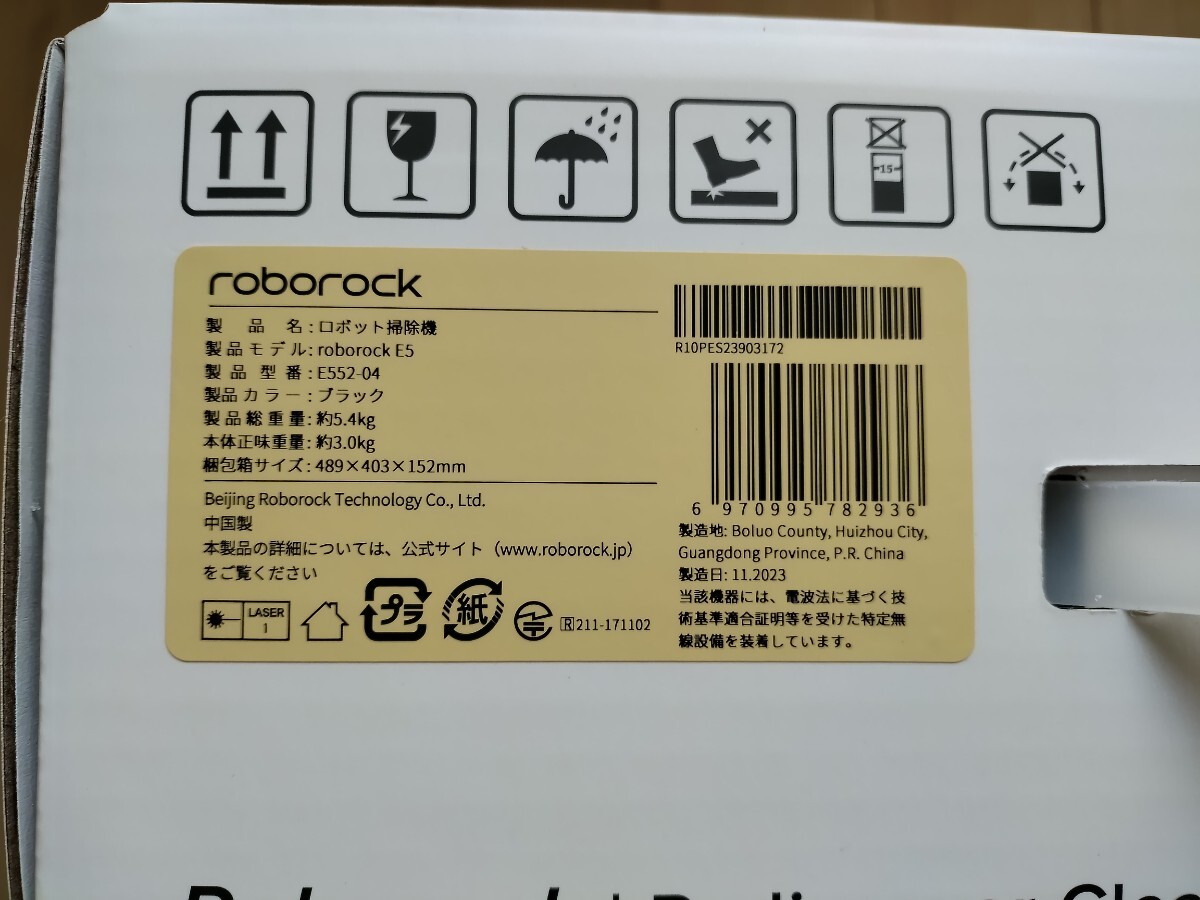 15
roborock
製品名:ロボット掃除機
製品モデル:roborock E5
製品型番:E552-04
製品カラー:ブラック
製品総重量:約5.4kg
本体正味重量:約3.0kg
梱包箱サイズ:489×403×152mm
Beijing Roborock Technology Co., Ltd.
中国製
本製品の詳細については、公式サイト（www.roborock.jp）
をご覧ください
LASER
1
プラ
紙
R 211-171102
R10PES23903172
6 970995 782936
製造地: Boluo County, Huizhou City,
Guangdong Province, P.R. China
製造日: 11.2023
当該機器には、電波法に基づく技
術基準適合証明等を受けた特定無
線設備を装着しています。